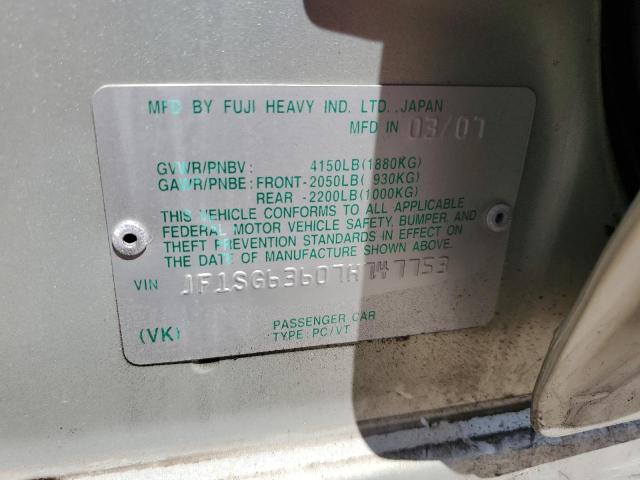 MFD BY FUJI HEAVY IND. LTD. JAPAN
MFD IN 03/07
GVWR/PNBV: 4150LB(1880KG)
GAWR/PNBE: FRONT-2050LB( 930KG)
REAR -2200LB(1000KG)
THIS VEHICLE CONFORMS TO ALL APPLICABLE
FEDERAL MOTOR VEHICLE SAFETY, BUMPER, AND
THEFT PREVENTION STANDARDS IN EFFECT ON
THE DATE OF MANUFACTURE SHOWN ABOVE.
VIN
PASSENGER CAR
(VK) TYPE: PC/VT